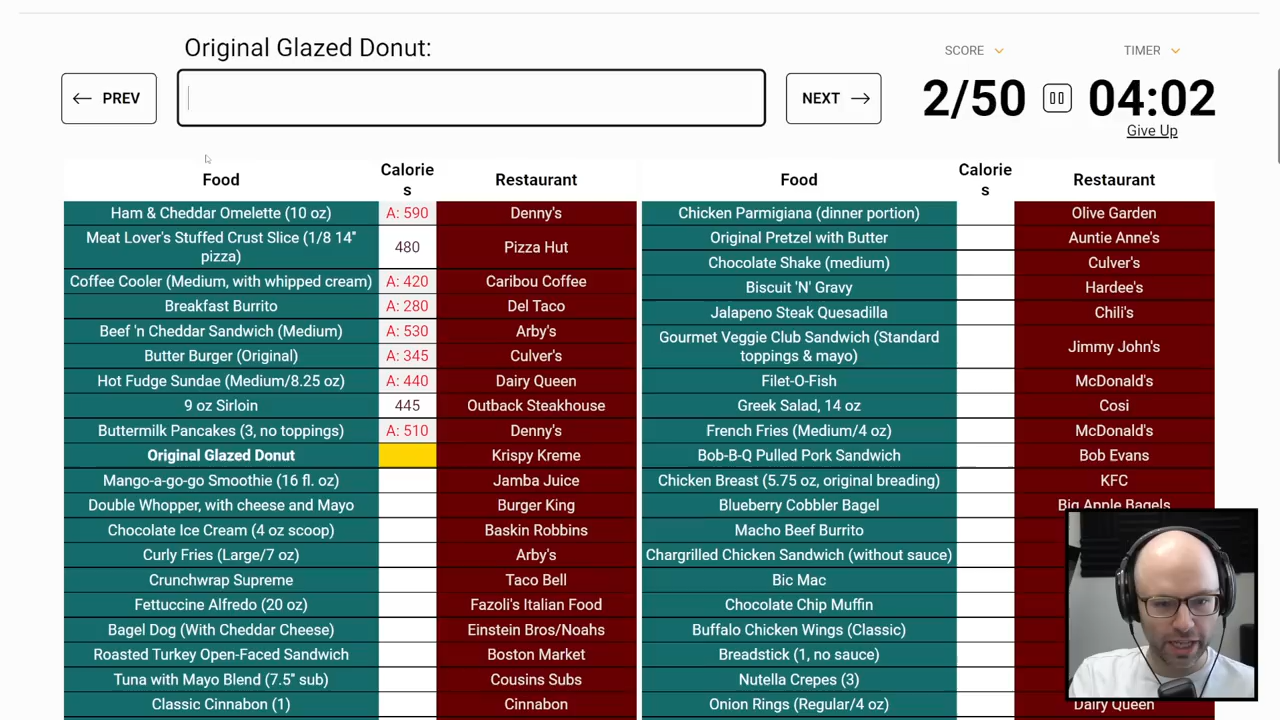 Original Glazed Donut:
SCORE
TIMER
← PREV
NEXT →
2/50
04:02
Give Up
Food
Calorie
s
Restaurant
Food
Calorie
s
Restaurant
Ham & Cheddar Omelette (10 oz) A: 590 Denny's
Meat Lover's Stuffed Crust Slice (1/8 14"
pizza) 480 Pizza Hut
Coffee Cooler (Medium, with whipped cream) A: 420 Caribou Coffee
Breakfast Burrito A: 280 Del Taco
Beef 'n Cheddar Sandwich (Medium) A: 530 Arby's
Butter Burger (Original) A: 345 Culver's
Hot Fudge Sundae (Medium/8.25 oz) A: 440 Dairy Queen
9 oz Sirloin 445 Outback Steakhouse
Buttermilk Pancakes (3, no toppings) A: 510 Denny's
Original Glazed Donut Krispy Kreme
Mango-a-go-go Smoothie (16 fl. oz) Jamba Juice
Double Whopper, with cheese and Mayo Burger King
Chocolate Ice Cream (4 oz scoop) Baskin Robbins
Curly Fries (Large/7 oz) Arby's
Crunchwrap Supreme Taco Bell
Fettuccine Alfredo (20 oz) Fazoli's Italian Food
Bagel Dog (With Cheddar Cheese) Einstein Bros/Noahs
Roasted Turkey Open-Faced Sandwich Boston Market
Tuna with Mayo Blend (7.5" sub) Cousins Subs
Classic Cinnabon (1) Cinnabon
Chicken Parmigiana (dinner portion) Olive Garden
Original Pretzel with Butter Auntie Anne's
Chocolate Shake (medium) Culver's
Biscuit 'N' Gravy Hardee's
Jalapeno Steak Quesadilla Chili's
Gourmet Veggie Club Sandwich (Standard
toppings & mayo) Jimmy John's
Filet-O-Fish McDonald's
Greek Salad, 14 oz Cosi
French Fries (Medium/4 oz) McDonald's
Bob-B-Q Pulled Pork Sandwich Bob Evans
Chicken Breast (5.75 oz, original breading) KFC
Blueberry Cobbler Bagel Big Apple Bagels
Macho Beef Burrito
Chargrilled Chicken Sandwich (without sauce)
Bic Mac
Chocolate Chip Muffin
Buffalo Chicken Wings (Classic)
Breadstick (1, no sauce)
Nutella Crepes (3)
Onion Rings (Regular/4 oz) Dairy Queen